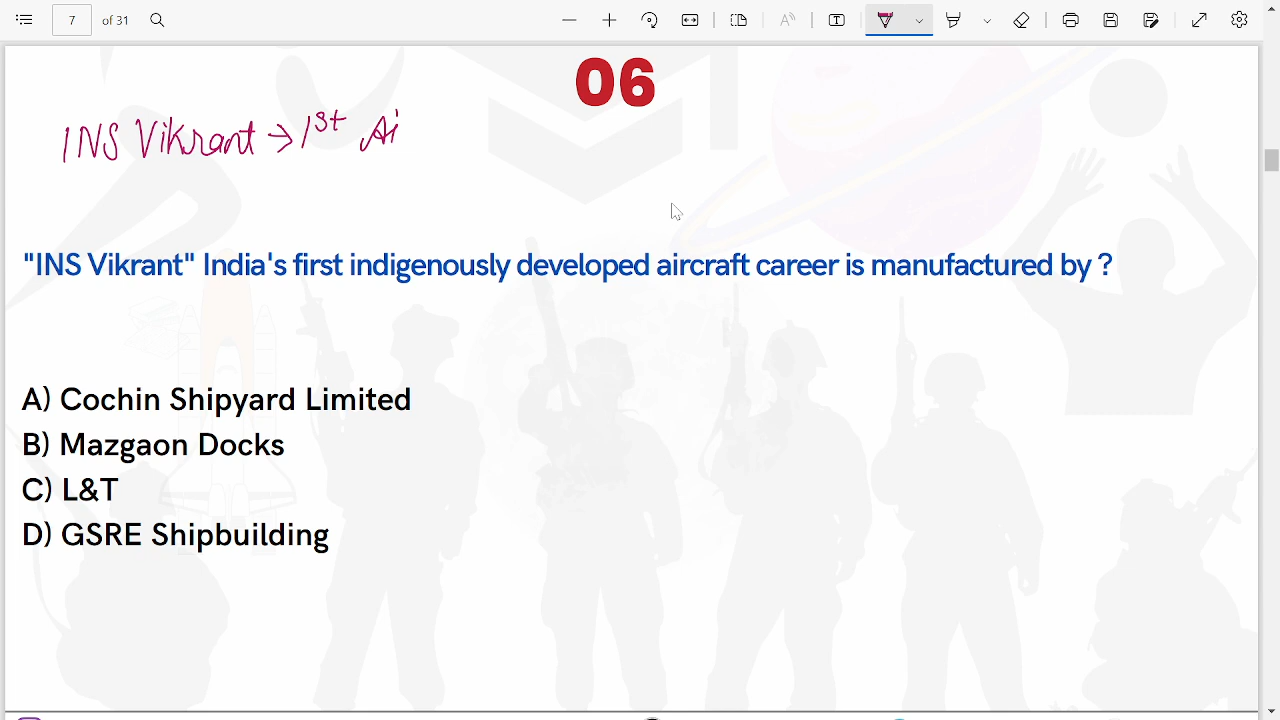 7 of 31
06
INS Vikrant → 1st Ai
"INS Vikrant" India's first indigenously developed aircraft career is manufactured by ?
A) Cochin Shipyard Limited
B) Mazgaon Docks
C) L&T
D) GSRE Shipbuilding